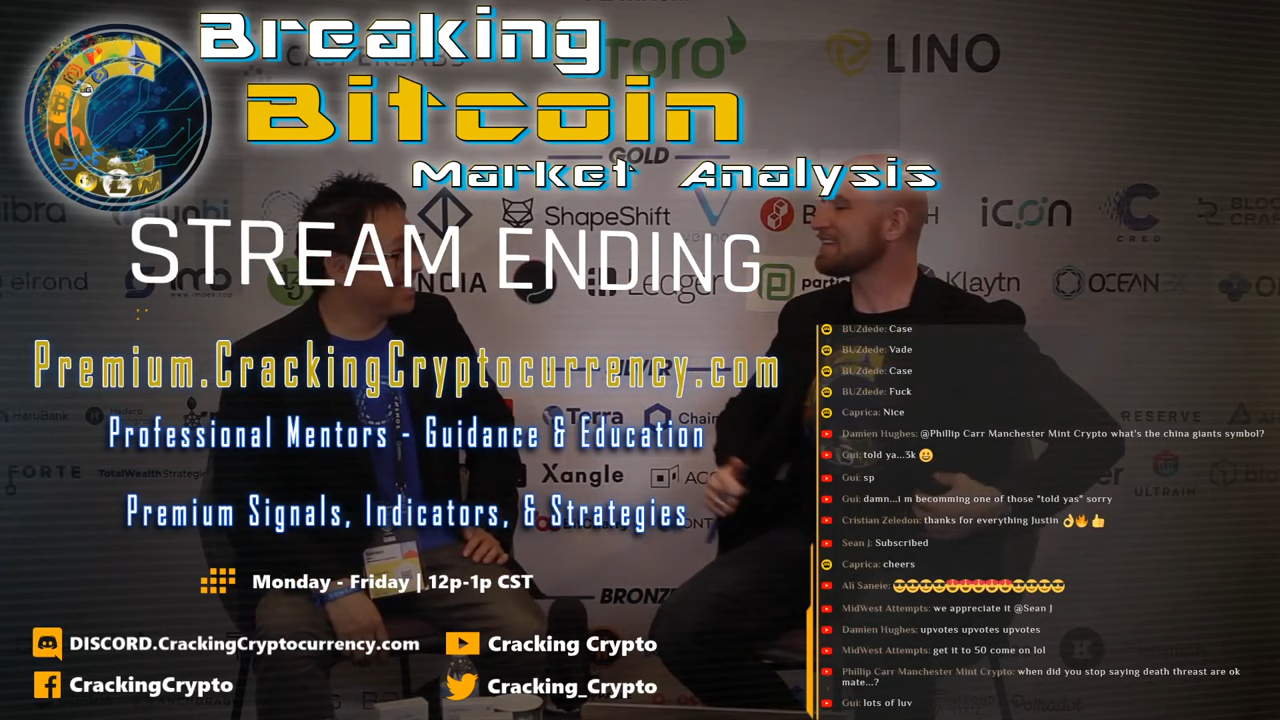 Breaking
Bitcoin
Market Analysis
STREAM ENDING
Premium.CrackingCryptocurrency.com
Professional Mentors - Guidance & Education
Premium Signals, Indicators, & Strategies
Monday - Friday | 12p-1p CST
DISCORD.CrackingCryptocurrency.com
Cracking Crypto
CrackingCrypto
Cracking_Crypto
BUZdede: Case
BUZdede: Vade
BUZdede: Case
BUZdede: Fuck
Caprica: Nice
Damien Hughes: @Phillip Carr Manchester Mint Crypto what's the china giants symbol?
Gui: told ya...3k 😀
Gui: sp
Gui: damn...i m becomming one of those "told yas" sorry
Cristian Zeledon: thanks for everything Justin 👌🔥👍
Sean J: Subscribed
Caprica: cheers
Ali Saneie:
MidWest Attempts: we appreciate it @Sean J
Damien Hughes: upvotes upvotes upvotes
MidWest Attempts: get it to 50 come on lol
Phillip Carr Manchester Mint Crypto: when did you stop saying death threast are ok
mate...?
Gui: lots of luv
LINO
GOLD
ShapeShift
icon
CRED
elrond
Ledger
Klaytn
HaruBank
Terra
RESERVE
FORTE
TotalWealth
Xangle
ULTRAIN
BRONZE